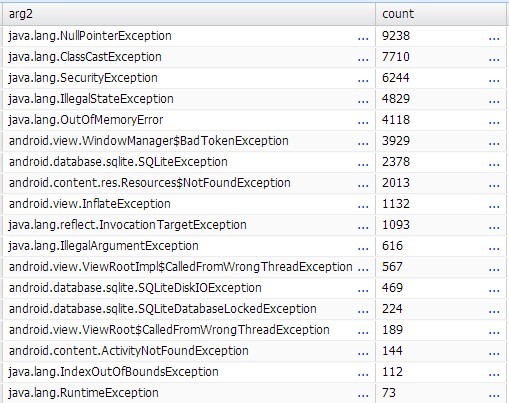 arg2 count
java.lang.NullPointerException ... 9238 ...
java.lang.ClassCastException ... 7710 ...
java.lang.SecurityException ... 6244 ...
java.lang.IllegalStateException ... 4829 ...
java.lang.OutOfMemoryError ... 4118 ...
android.view.WindowManager$BadTokenException ... 3929 ...
android.database.sqlite.SQLiteException ... 2378 ...
android.content.res.Resources$NotFoundException ... 2013 ...
android.view.InflateException ... 1132 ...
java.lang.reflect.InvocationTargetException ... 1093 ...
java.lang.IllegalArgumentException ... 616 ...
android.view.ViewRootImpl$CalledFromWrongThreadException ... 567 ...
android.database.sqlite.SQLiteDiskIOException ... 469 ...
android.database.sqlite.SQLiteDatabaseLockedException ... 224 ...
android.view.ViewRoot$CalledFromWrongThreadException ... 189 ...
android.content.ActivityNotFoundException ... 144 ...
java.lang.IndexOutOfBoundsException ... 112 ...
java.lang.RuntimeException ... 73 ...